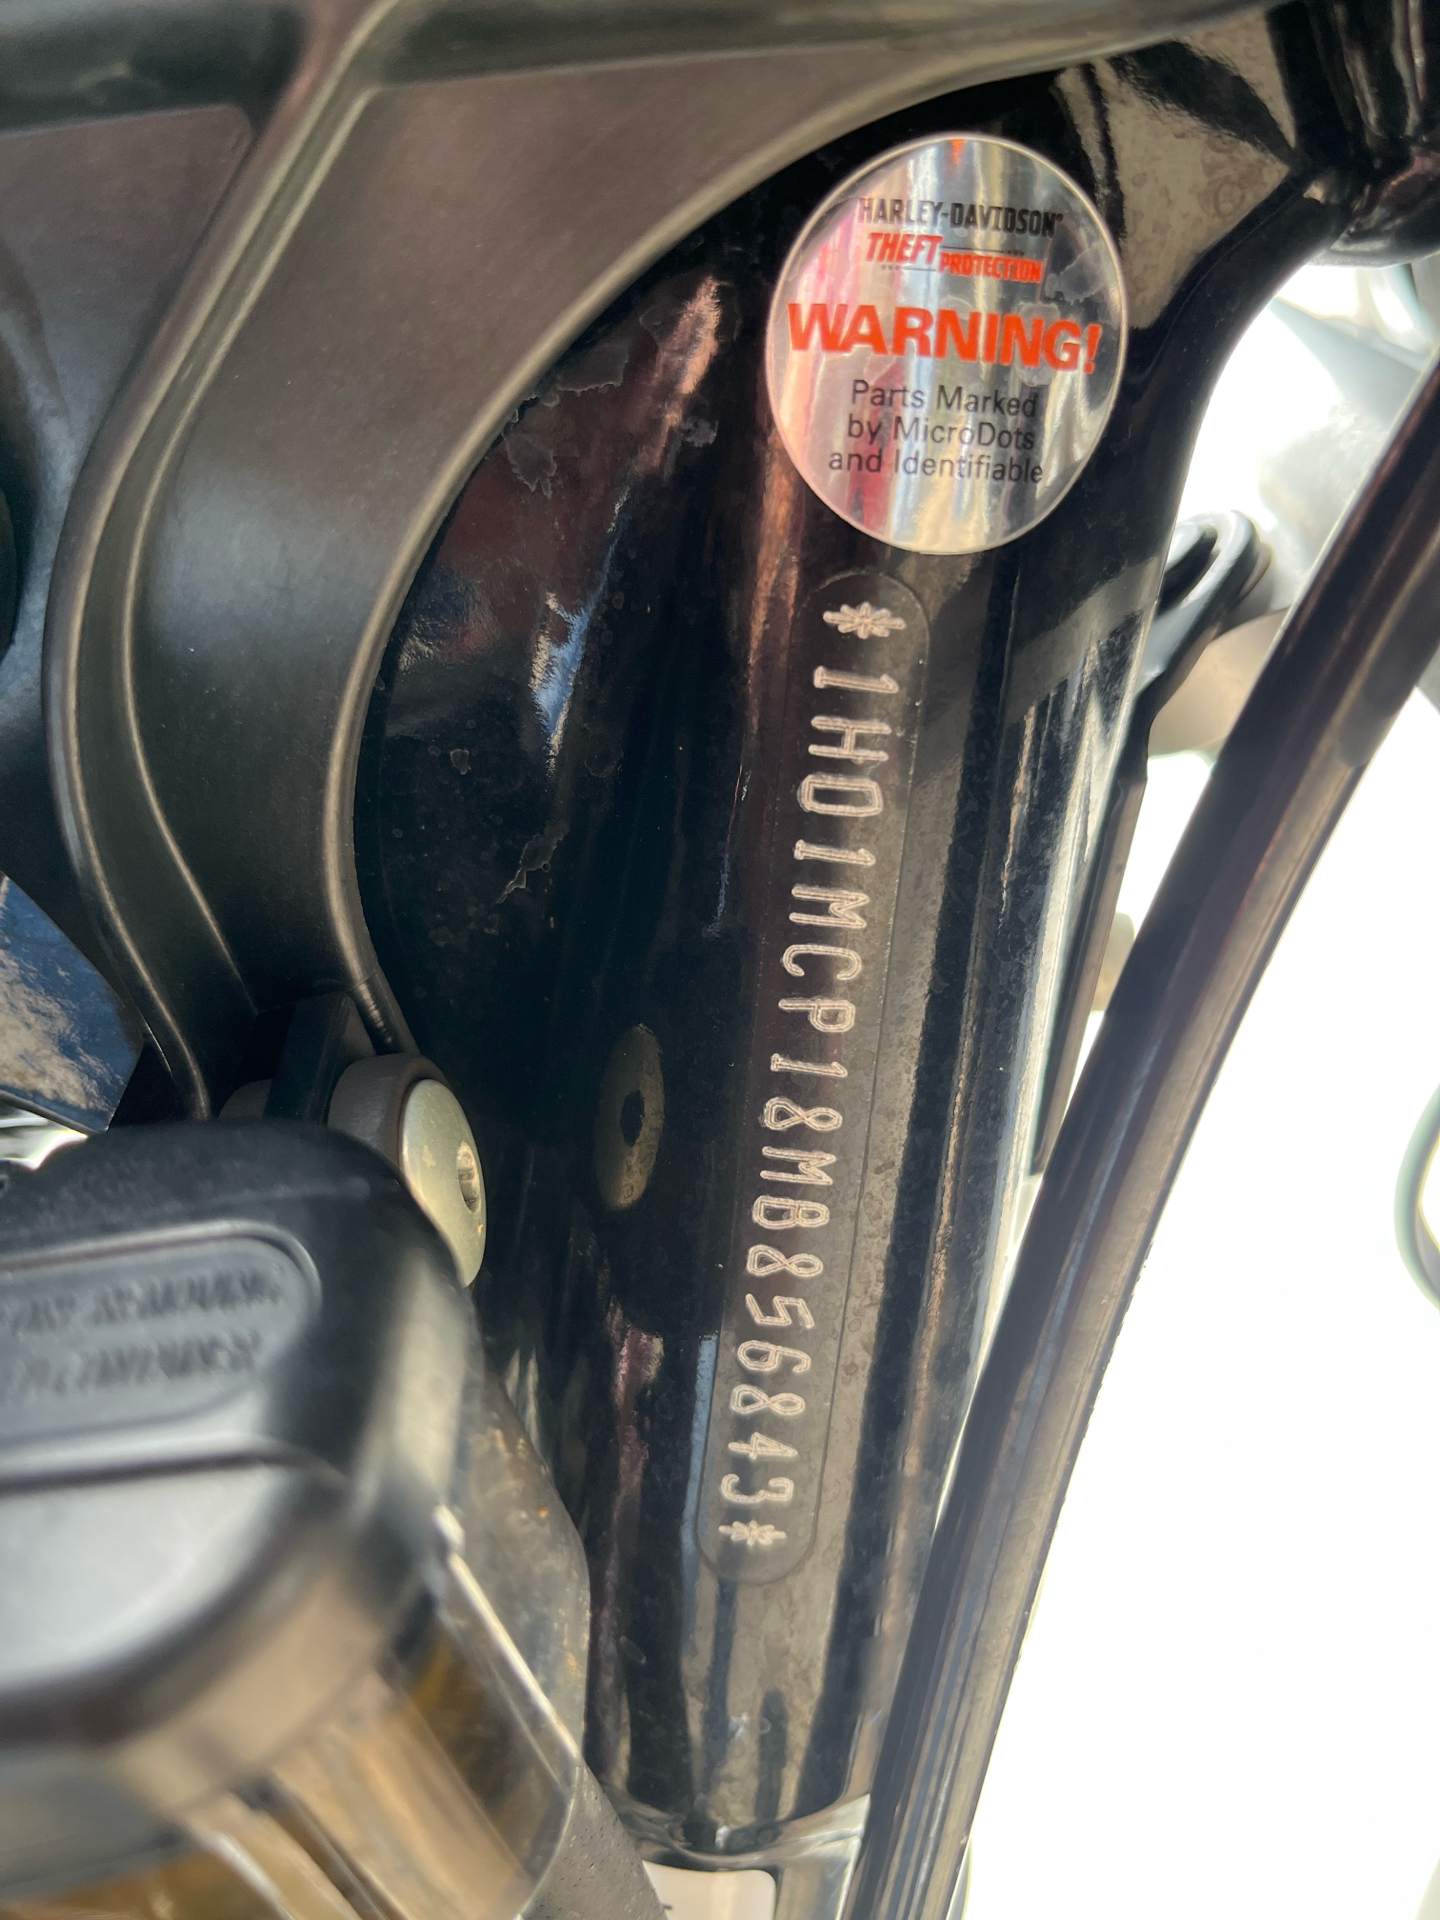 HARLEY-DAVIDSON®
THEFT PROTECTION
WARNING!
Parts Marked
by MicroDots
and Identifiable
*1HD1MCP18MB856843*